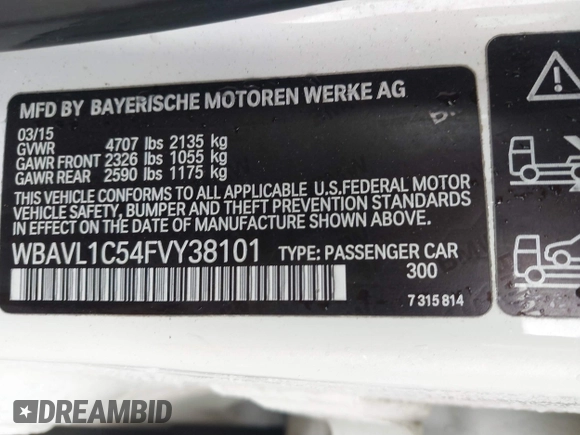 MFD BY BAYERISCHE MOTOREN WERKE AG
03/15
GVWR 4707 lbs 2135 kg
GAWR FRONT 2326 lbs 1055 kg
GAWR REAR 2590 lbs 1175 kg
THIS VEHICLE CONFORMS TO ALL APPLICABLE U.S.FEDERAL MOTOR
VEHICLE SAFETY, BUMPER AND THEFT PREVENTION STANDARDS
IN EFFECT ON THE DATE OF MANUFACTURE SHOWN ABOVE.
WBAVL1C54FVY38101 TYPE: PASSENGER CAR
300
7 315 814
DREAMBID